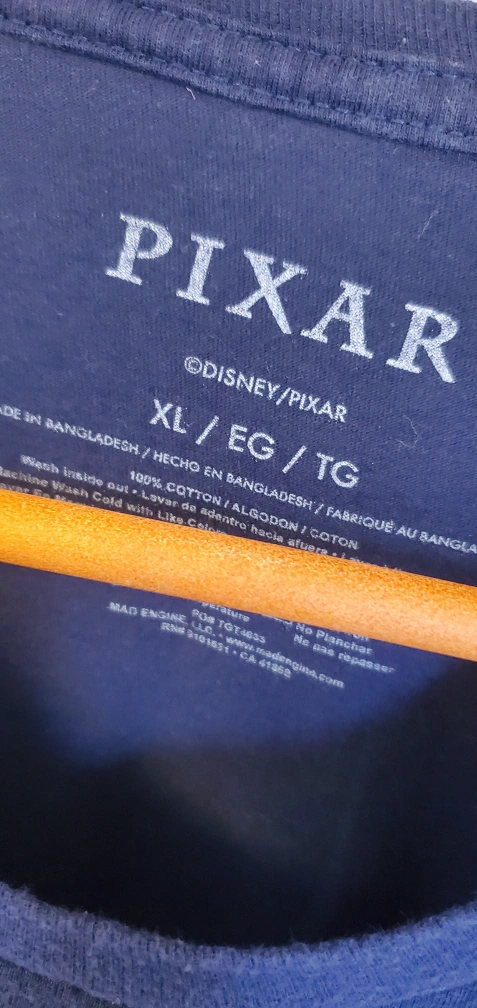 PIXAR
©DISNEY/PIXAR
XL / EG / TG
ADE IN BANGLADESH / HECHO EN BANGLADESH / FABRIQUÉ AU BANGLA
100% COTTON / ALGODON / COTON
Wash inside out • Lavar de adentro hacia afuera •
Machine Wash Cold with Like
No Planchar
Ne pas repasser
MAD ENGINE, LLC. • www.madengine.com